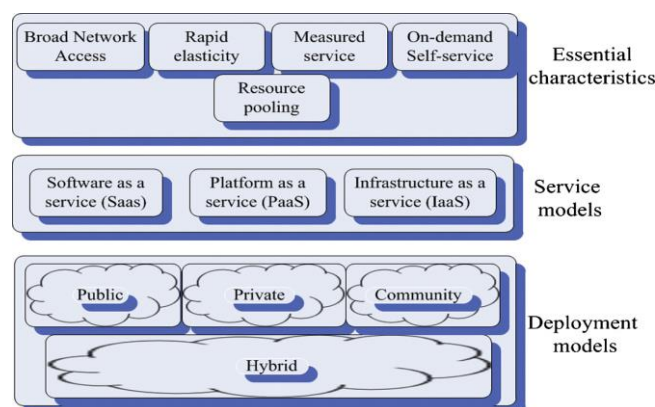 Broad Network
Access
Rapid
elasticity
Measured
service
On-demand
Self-service
Resource
pooling
Essential
characteristics
Software as a
service (Saas)
Platform as a
service (PaaS)
Infrastructure as a
service (IaaS)
Service
models
Public
Private
Community
Hybrid
Deployment
models